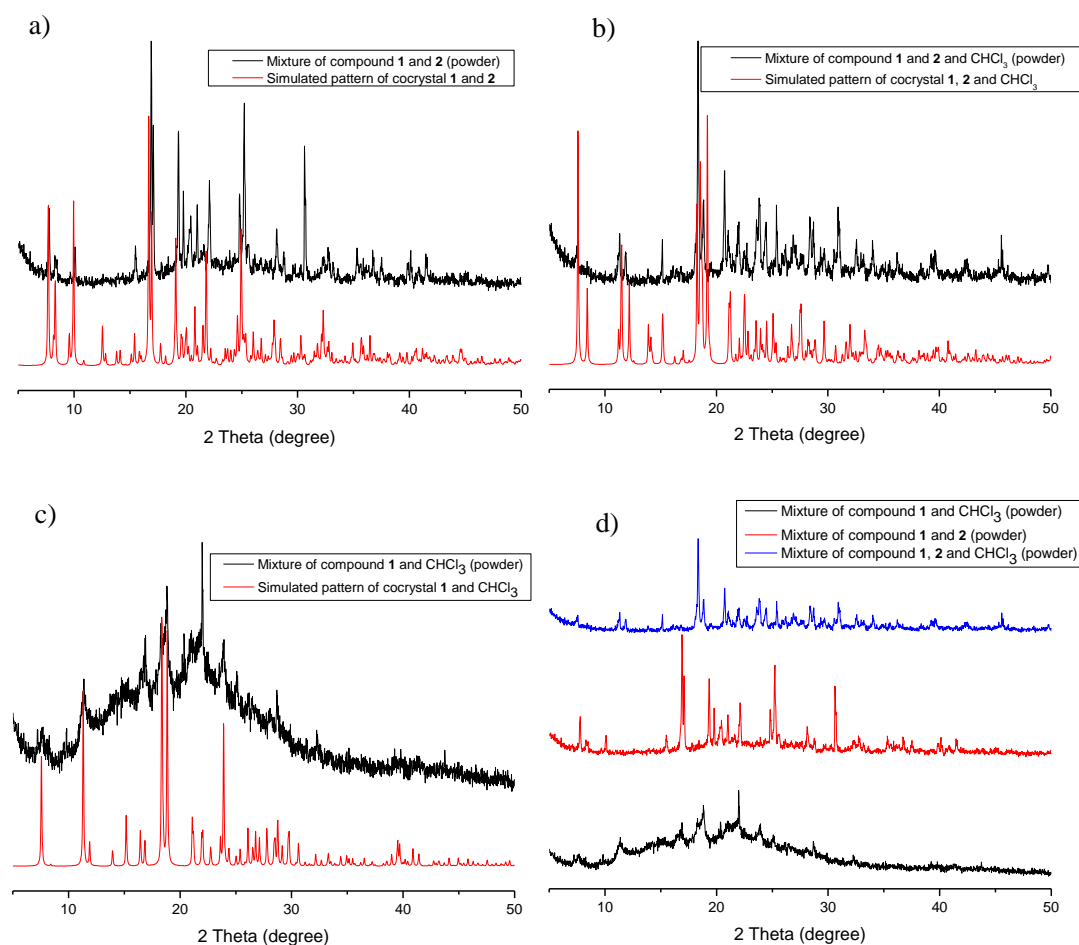 a)
Mixture of compound 1 and 2 (powder)
Simulated pattern of cocrystal 1 and 2
10 20 30 40 50
2 Theta (degree)
b)
Mixture of compound 1 and 2 and CHCl3 (powder)
Simulated pattern of cocrystal 1, 2 and CHCl3
10 20 30 40 50
2 Theta (degree)
c)
Mixture of compound 1 and CHCl3 (powder)
Simulated pattern of cocrystal 1 and CHCl3
10 20 30 40 50
2 Theta (degree)
d)
Mixture of compound 1 and CHCl3 (powder)
Mixture of compound 1 and 2 (powder)
Mixture of compound 1, 2 and CHCl3 (powder)
10 20 30 40 50
2 Theta (degree)